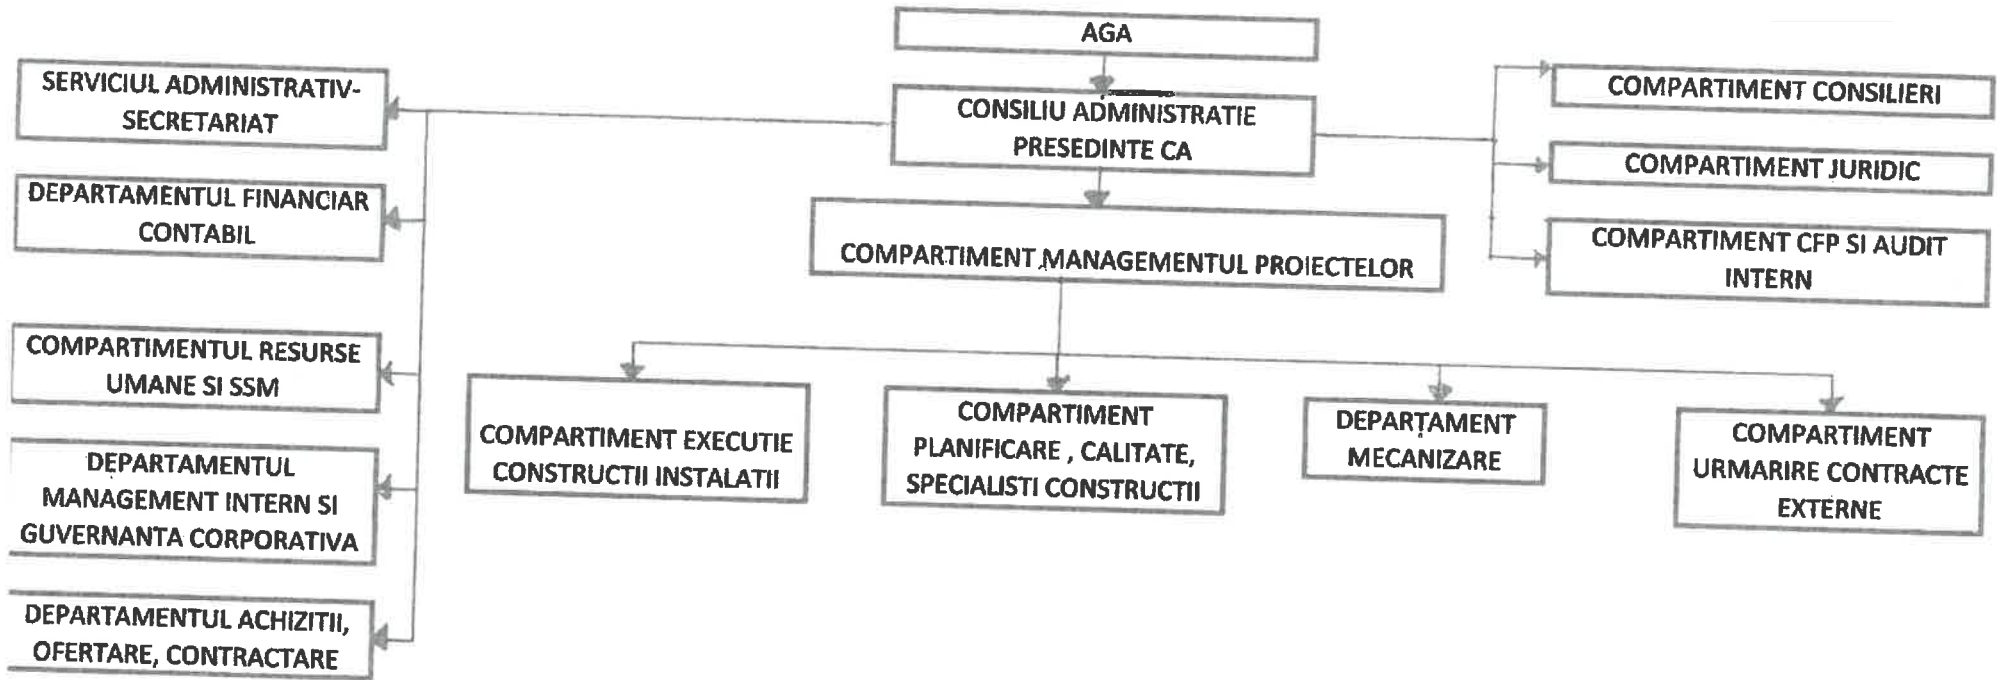 AGA
CONSILIU ADMINISTRATIE
PRESEDINTE CA
SERVICIUL ADMINISTRATIV-
SECRETARIAT
DEPARTAMENTUL FINANCIAR
CONTABIL
COMPARTIMENTUL RESURSE
UMANE SI SSM
DEPARTAMENTUL
MANAGEMENT INTERN SI
GUVERNANTA CORPORATIVA
DEPARTAMENTUL ACHIZITII,
OFERTARE, CONTRACTARE
COMPARTIMENT CONSILIERI
COMPARTIMENT JURIDIC
COMPARTIMENT CFP SI AUDIT
INTERN
COMPARTIMENT MANAGEMENTUL PROIECTELOR
COMPARTIMENT EXECUTIE
CONSTRUCTII INSTALATII
COMPARTIMENT
PLANIFICARE , CALITATE,
SPECIALISTI CONSTRUCTII
DEPARTAMENT
MECANIZARE
COMPARTIMENT
URMARIRE CONTRACTE
EXTERNE